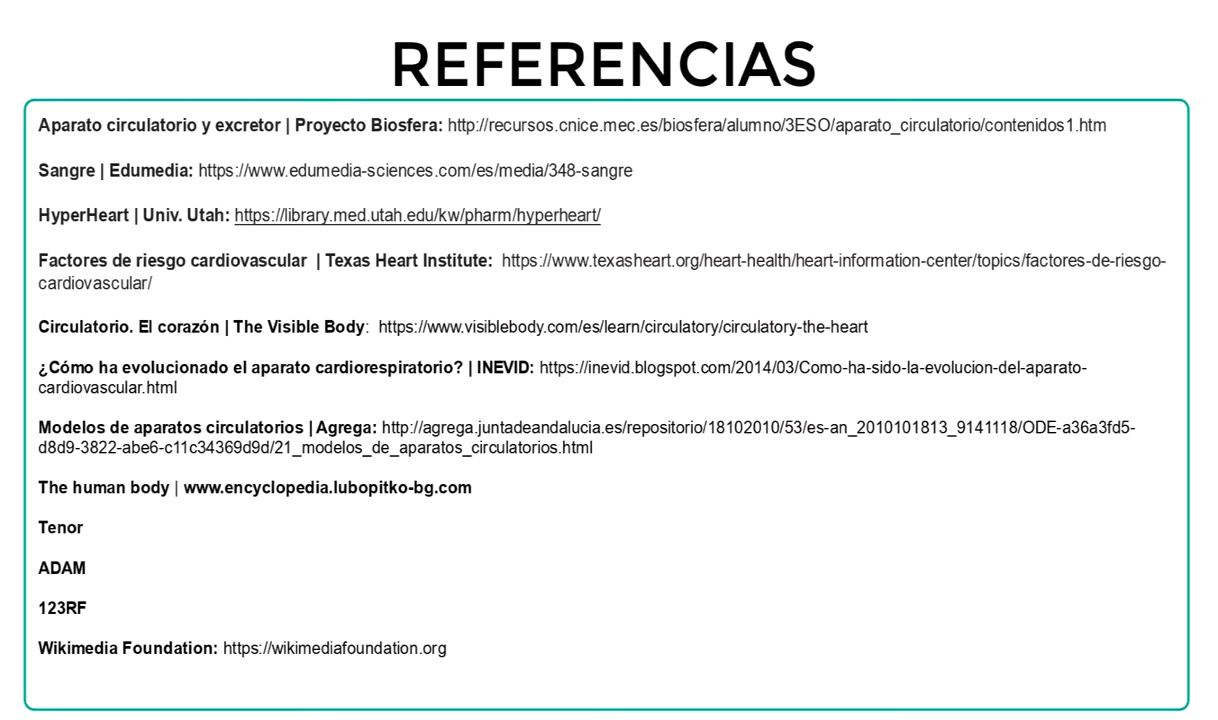 REFERENCIAS
Aparato circulatorio y excretor | Proyecto Biosfera: http://recursos.cnice.mec.es/biosfera/alumno/3ESO/aparato_circulatorio/contenidos1.htm
Sangre | Edumedia: https://www.edumedia-sciences.com/es/media/348-sangre
HyperHeart | Univ. Utah: https://library.med.utah.edu/kw/pharm/hyperheart/
Factores de riesgo cardiovascular | Texas Heart Institute: https://www.texasheart.org/heart-health/heart-information-center/topics/factores-de-riesgo-
cardiovascular/
Circulatorio. El corazón | The Visible Body: https://www.visiblebody.com/es/learn/circulatory/circulatory-the-heart
¿Cómo ha evolucionado el aparato cardiorespiratorio? | INEVID: https://inevid.blogspot.com/2014/03/Como-ha-sido-la-evolucion-del-aparato-
cardiovascular.html
Modelos de aparatos circulatorios | Agrega: http://agrega.juntadeandalucia.es/repositorio/18102010/53/es-an_2010101813_9141118/ODE-a36a3fd5-
d8d9-3822-abe6-c11c34369d9d/21_modelos_de_aparatos_circulatorios.html
The human body | www.encyclopedia.lubopitko-bg.com
Tenor
ADAM
123RF
Wikimedia Foundation: https://wikimediafoundation.org